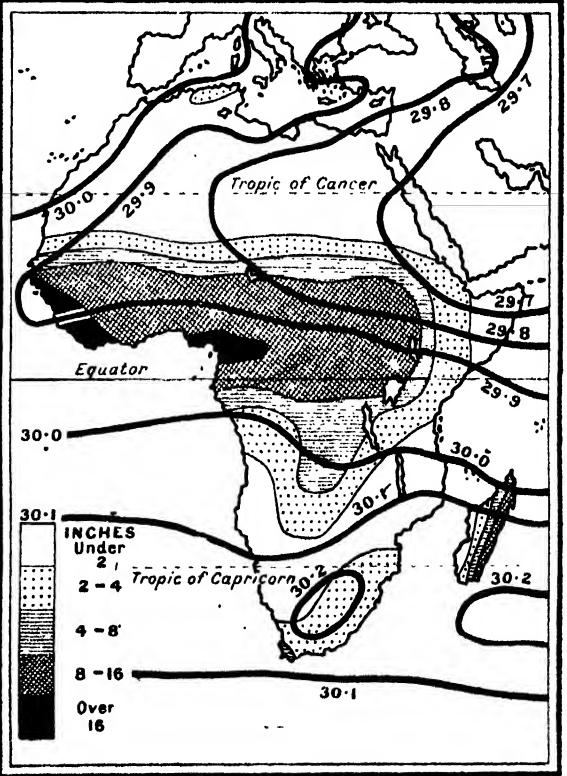 29·7
29·8
Tropic of Cancer
30·0
29·9
29·7
29·8
Equator
29·9
30·0
30·0
30·1
30·1
INCHES
Under
2
Tropic of Capricorn
30·2
2 – 4
30·2
4 – 8
8 – 16
30·1
Over
16